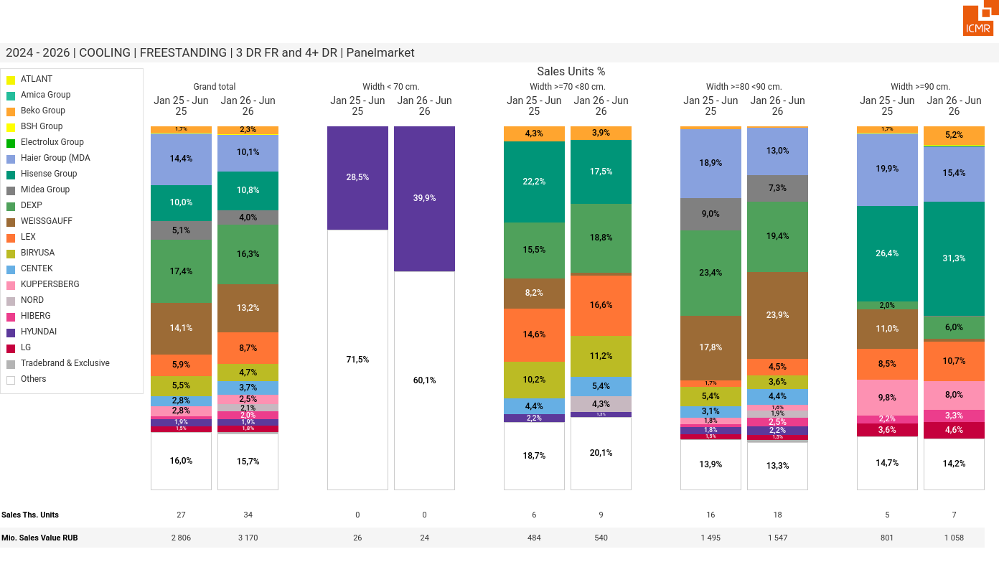 ICMR
2024 - 2026 | COOLING | FREESTANDING | 3 DR FR and 4+ DR | Panelmarket
ATLANT
Amica Group
Beko Group
BSH Group
Electrolux Group
Haier Group (MDA
Hisense Group
Midea Group
DEXP
WEISSGAUFF
LEX
BIRYUSA
CENTEK
KUPPERSBERG
NORD
HIBERG
HYUNDAI
LG
Tradebrand & Exclusive
Others
Sales Units %
Grand total
Jan 25 - Jun
25
Jan 26 - Jun
26
1,7%
14,4%
10,0%
5,1%
17,4%
14,1%
5,9%
5,5%
2,8%
2,8%
1,9%
1,5%
16,0%
2,3%
10,1%
10,8%
4,0%
16,3%
13,2%
8,7%
4,7%
3,7%
2,5%
2,1%
2,0%
1,9%
1,8%
15,7%
Width < 70 cm.
Jan 25 - Jun
25
Jan 26 - Jun
26
28,5%
71,5%
39,9%
60,1%
Width >=70 <80 cm.
Jan 25 - Jun
25
Jan 26 - Jun
26
4,3%
22,2%
15,5%
8,2%
14,6%
10,2%
4,4%
2,2%
18,7%
3,9%
17,5%
18,8%
16,6%
11,2%
5,4%
4,3%
1,3%
20,1%
Width >=80 <90 cm.
Jan 25 - Jun
25
Jan 26 - Jun
26
18,9%
9,0%
23,4%
17,8%
1,7%
5,4%
3,1%
1,8%
1,8%
1,5%
13,9%
13,0%
7,3%
19,4%
23,9%
4,5%
3,6%
4,4%
1,6%
1,9%
2,5%
2,2%
1,5%
13,3%
Width >=90 cm.
Jan 25 - Jun
25
Jan 26 - Jun
26
1,7%
19,9%
26,4%
2,0%
11,0%
8,5%
9,8%
2,2%
3,6%
14,7%
5,2%
15,4%
31,3%
6,0%
10,7%
8,0%
3,3%
4,6%
14,2%
Sales Ths. Units 27 34 0 0 6 9 16 18 5 7
Mio. Sales Value RUB 2 806 3 170 26 24 484 540 1 495 1 547 801 1 058